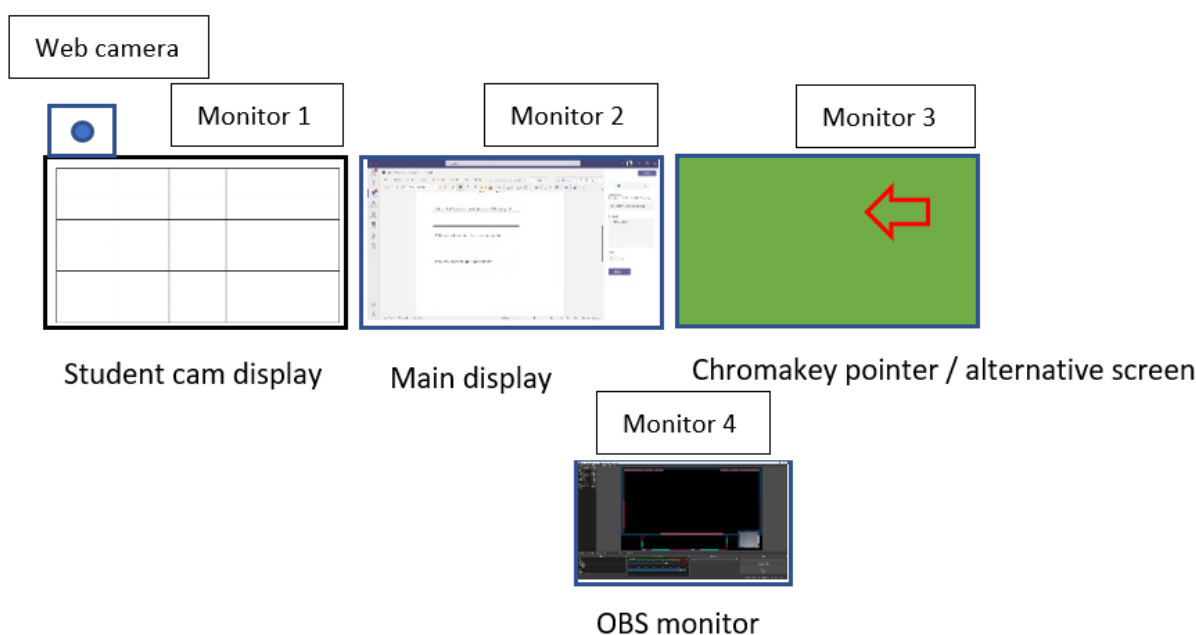 Web camera
Monitor 1
Monitor 2
Monitor 3
Student cam display
Main display
Chromakey pointer / alternative screen
Monitor 4
OBS monitor